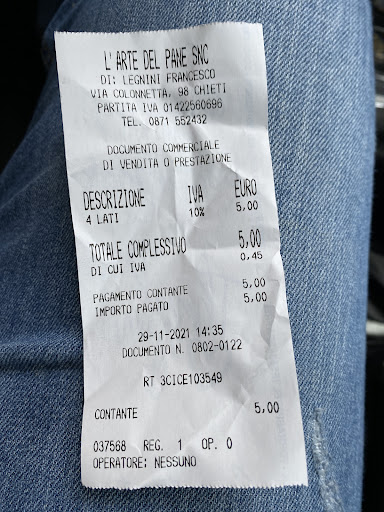 L'ARTE DEL PANE SNC
DI: LEGNINI FRANCESCO
VIA COLONNETTA, 98 CHIETI
PARTITA IVA 01422560696
TEL. 0871 552432
DOCUMENTO COMMERCIALE
DI VENDITA O PRESTAZIONE
DESCRIZIONE IVA EURO
4 LATI 10% 5,00
TOTALE COMPLESSIVO 5,00
DI CUI IVA 0,45
PAGAMENTO CONTANTE 5,00
IMPORTO PAGATO 5,00
29-11-2021 14:35
DOCUMENTO N. 0802-0122
RT 3CICE103549
CONTANTE 5,00
037568 REG. 1 OP. 0
OPERATORE: NESSUNO